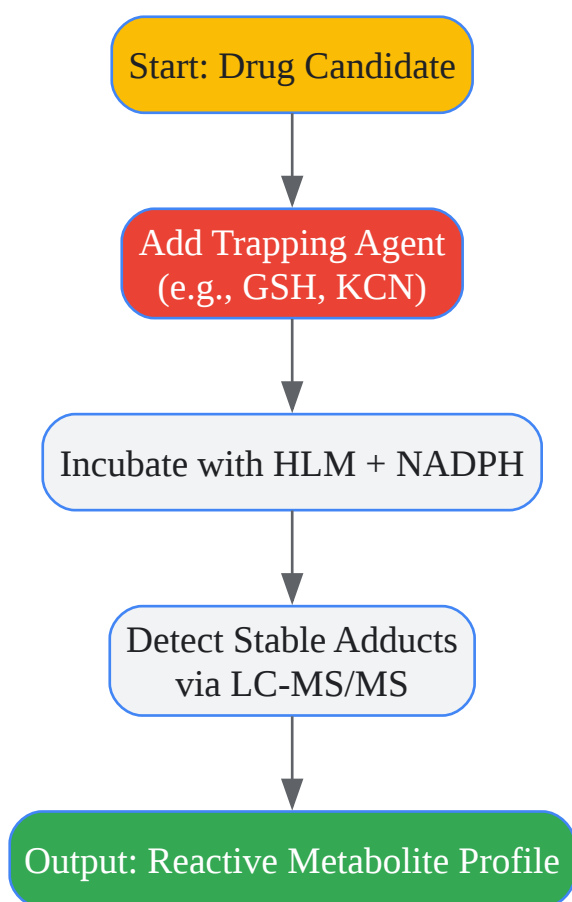 Start: Drug Candidate
Add Trapping Agent
(e.g., GSH, KCN)
Incubate with HLM + NADPH
Detect Stable Adducts
via LC-MS/MS
Output: Reactive Metabolite Profile